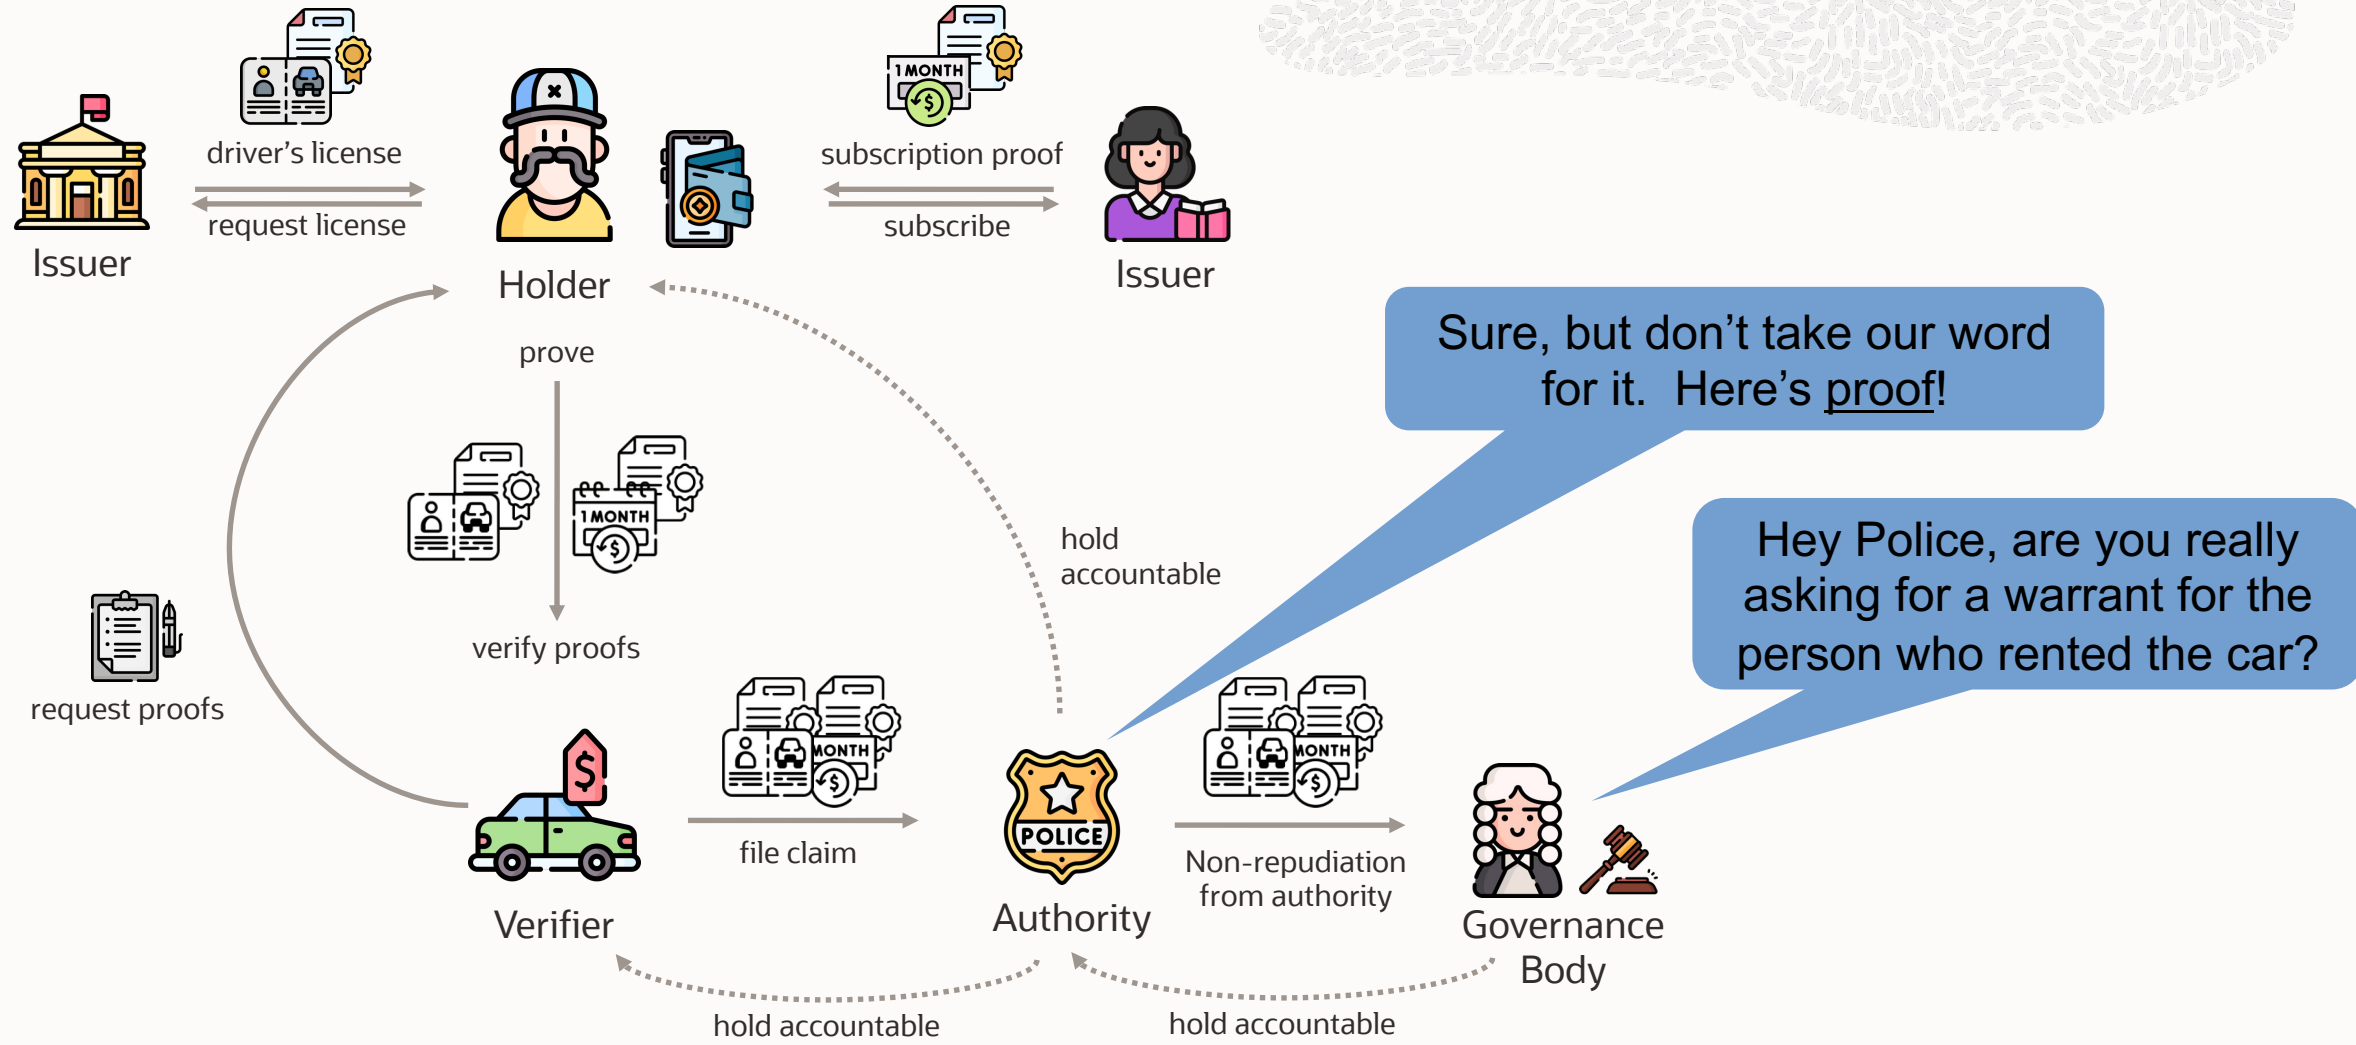 1 MONTH
$
driver's license
request license
Issuer
Holder
subscription proof
subscribe
Issuer
prove
Sure, but don't take our word
for it.  Here's proof!
1 MONTH
$
hold
accountable
Hey Police, are you really
asking for a warrant for the
person who rented the car?
verify proofs
request proofs
$
MONTH
$
file claim
POLICE
MONTH
$
Non-repudiation
from authority
Verifier
Authority
Governance
Body
hold accountable
hold accountable